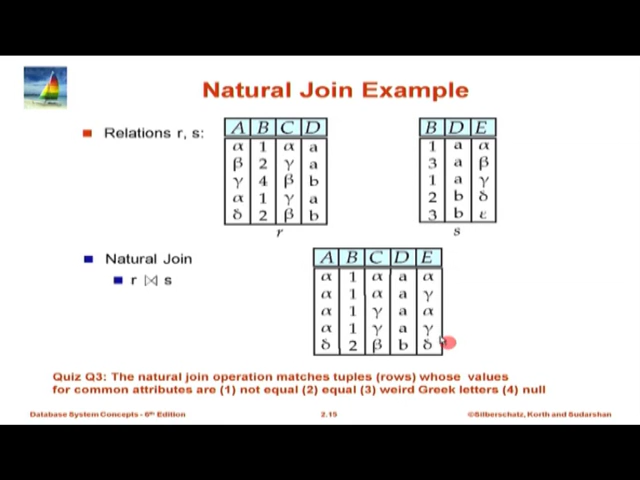 Natural Join Example
Relations r, s:
A B C D
α 1 α a
β 2 γ a
γ 4 β b
α 1 γ a
δ 2 β b
r
B D E
1 a α
3 a β
1 a γ
2 b δ
3 b ε
s
Natural Join
r ⋈ s
A B C D E
α 1 α a α
α 1 α a γ
α 1 γ a α
α 1 γ a γ
δ 2 β b δ
Quiz Q3: The natural join operation matches tuples (rows) whose values
for common attributes are (1) not equal (2) equal (3) weird Greek letters (4) null
Database System Concepts - 6th Edition
2.15
©Silberschatz, Korth and Sudarshan